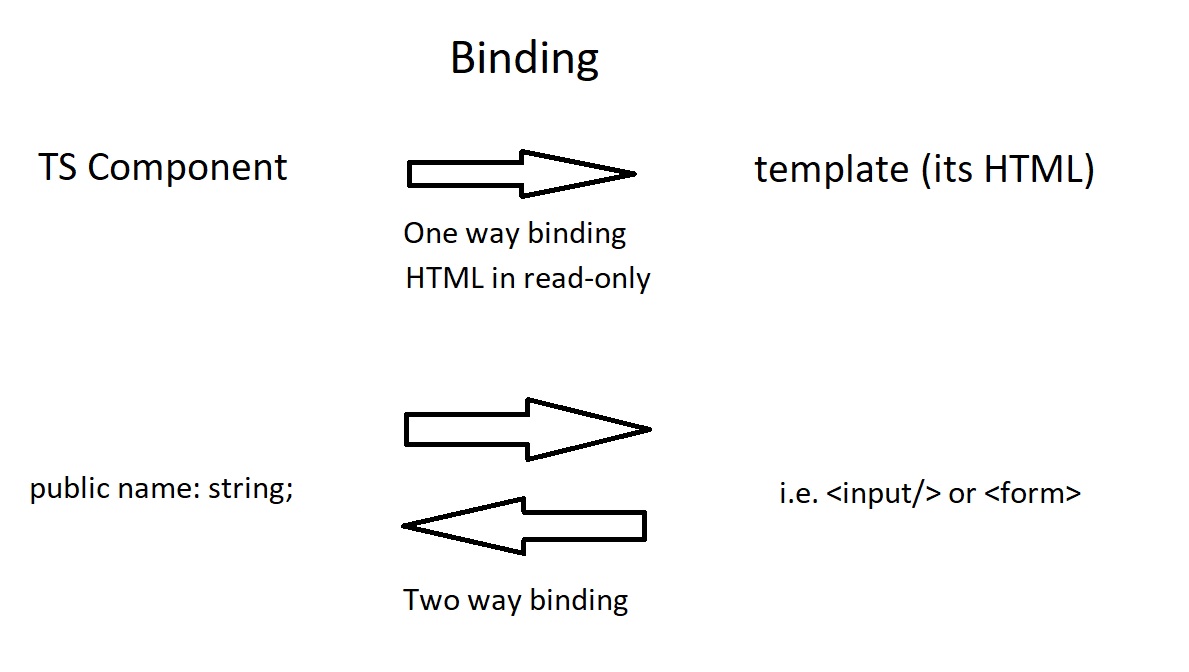 Binding
TS Component
template (its HTML)
One way binding
HTML in read-only
public name: string;
i.e. <input/> or <form>
Two way binding